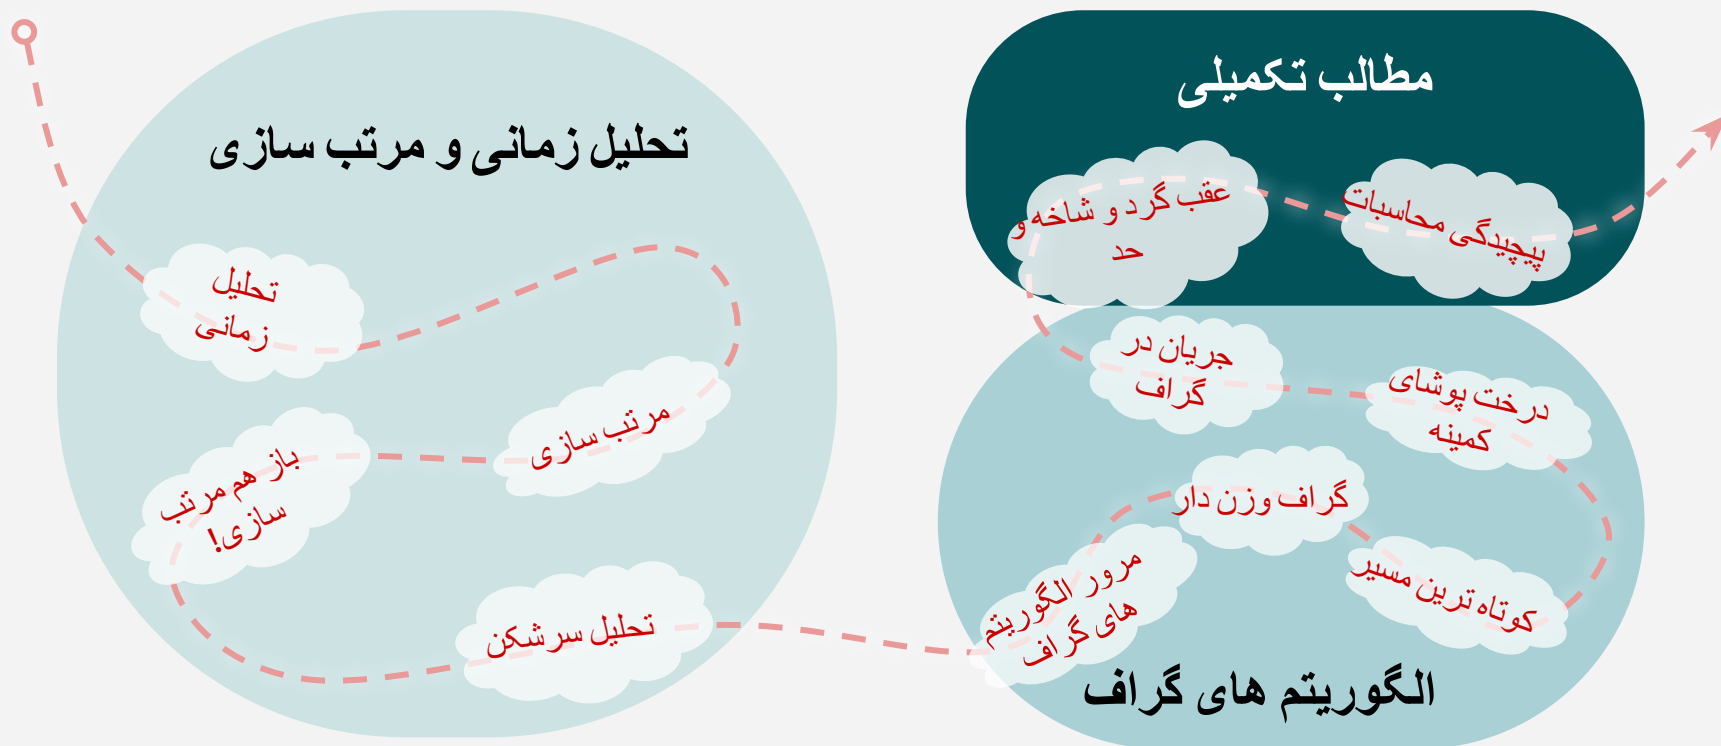 تحلیل زمانی و مرتب سازی
تحلیل
زمانی
مرتب سازی
باز هم مرتب
سازی!
تحلیل سرشکن
الگوریتم های گراف
مرور الگوریتم
های گراف
گراف وزن دار
کوتاه ترین مسیر
درخت پوشای
کمینه
جریان در
گراف
مطالب تکمیلی
عقب گرد و شاخه و
حد
پیچیدگی محاسبات